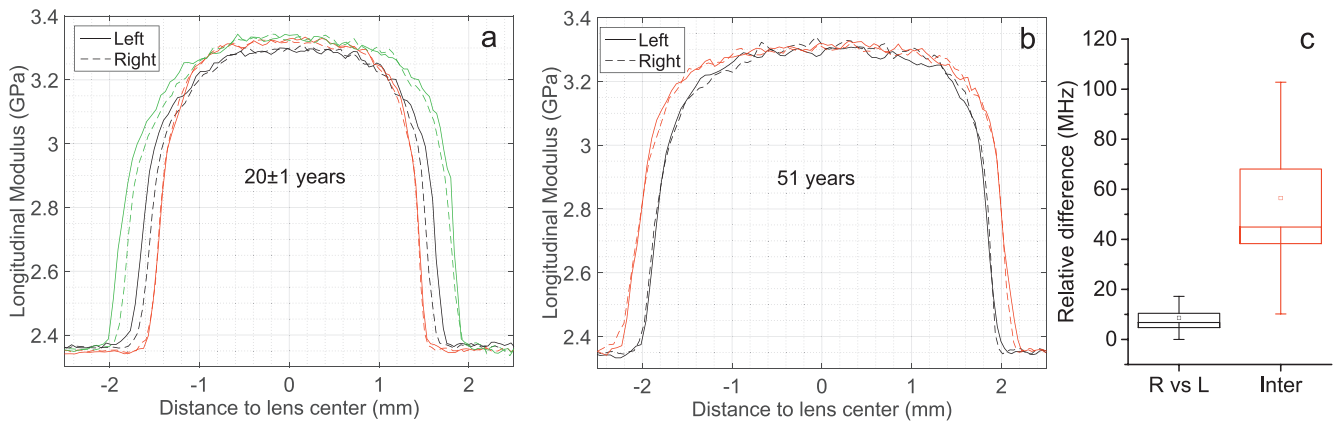 a
Left
Right
20±1 years
Longitudinal Modulus (GPa)
3.4
3.2
3
2.8
2.6
2.4
-2 -1 0 1 2
Distance to lens center (mm)
b
Left
Right
51 years
Longitudinal Modulus (GPa)
3.4
3.2
3
2.8
2.6
2.4
-2 -1 0 1 2
Distance to lens center (mm)
c
Relative difference (MHz)
120
100
80
60
40
20
0
R vs L Inter